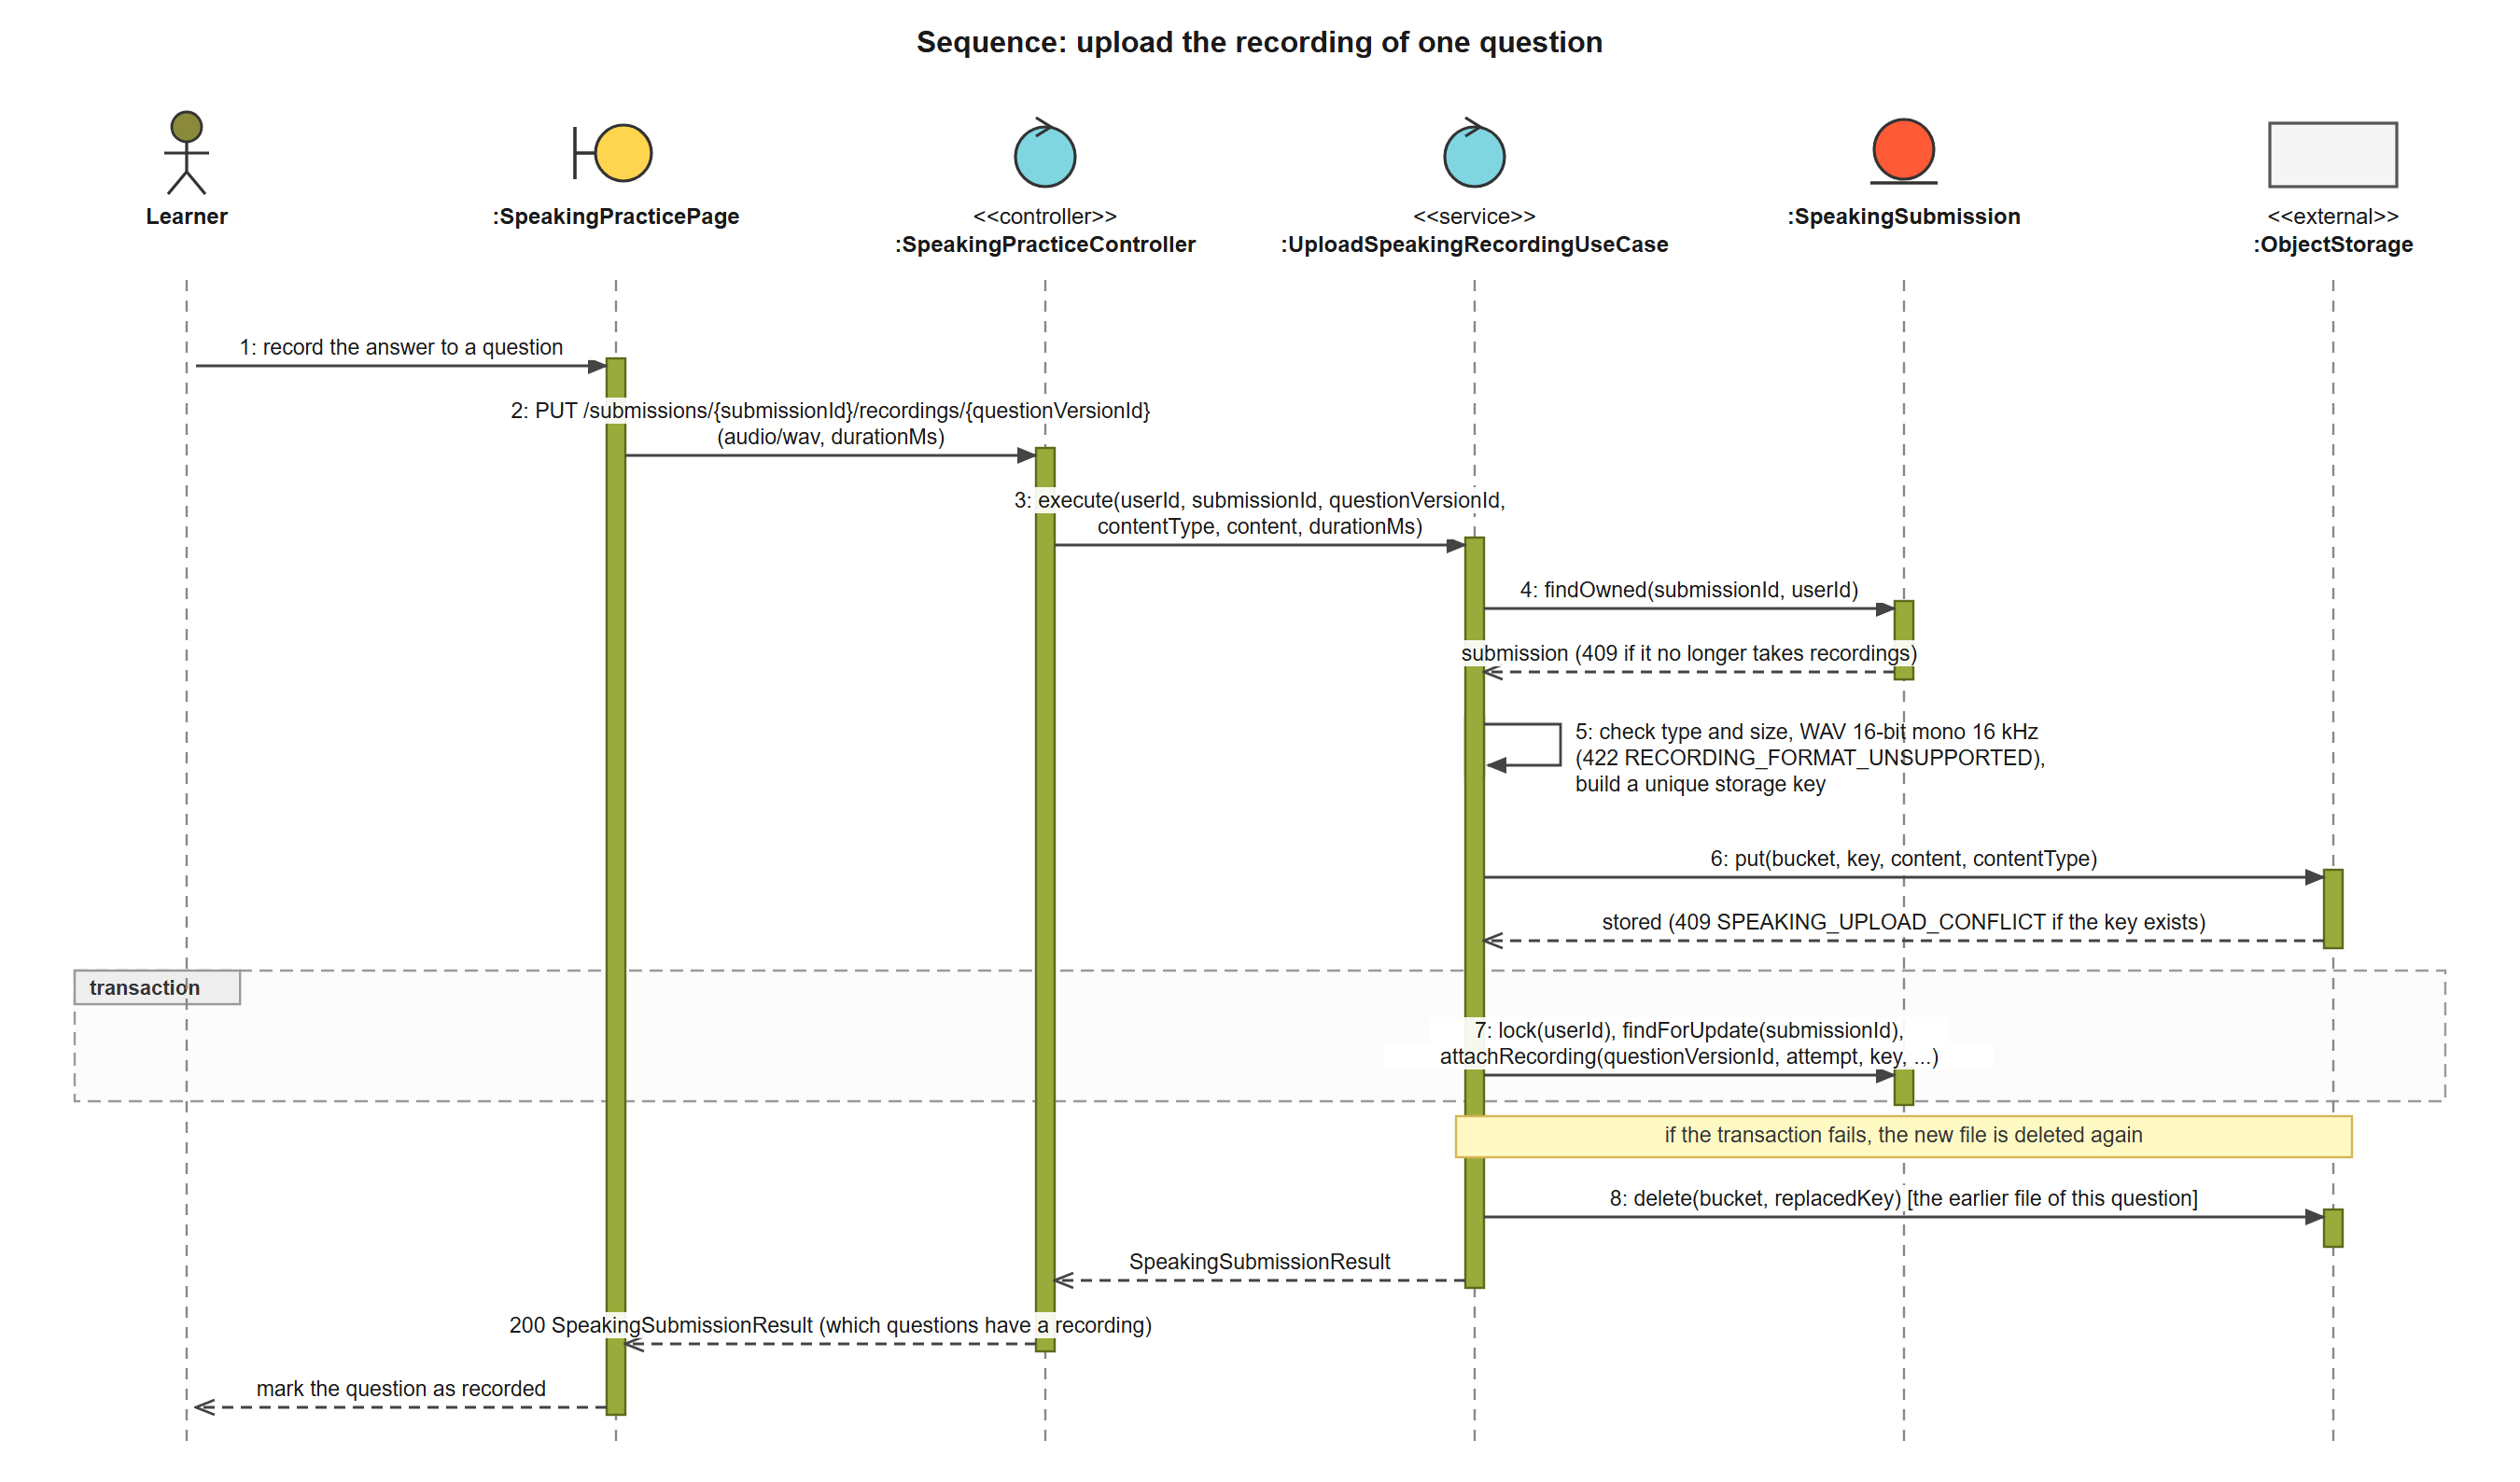 Sequence: upload the recording of one question
Learner
:SpeakingPracticePage
<<controller>>
:SpeakingPracticeController
<<service>>
:UploadSpeakingRecordingUseCase
:SpeakingSubmission
<<external>>
:ObjectStorage
1: record the answer to a question
2: PUT /submissions/{submissionId}/recordings/{questionVersionId}
(audio/wav, durationMs)
3: execute(userId, submissionId, questionVersionId,
contentType, content, durationMs)
4: findOwned(submissionId, userId)
submission (409 if it no longer takes recordings)
5: check type and size, WAV 16-bit mono 16 kHz
(422 RECORDING_FORMAT_UNSUPPORTED),
build a unique storage key
6: put(bucket, key, content, contentType)
stored (409 SPEAKING_UPLOAD_CONFLICT if the key exists)
transaction
7: lock(userId), findForUpdate(submissionId),
attachRecording(questionVersionId, attempt, key, ...)
if the transaction fails, the new file is deleted again
8: delete(bucket, replacedKey) [the earlier file of this question]
SpeakingSubmissionResult
200 SpeakingSubmissionResult (which questions have a recording)
mark the question as recorded